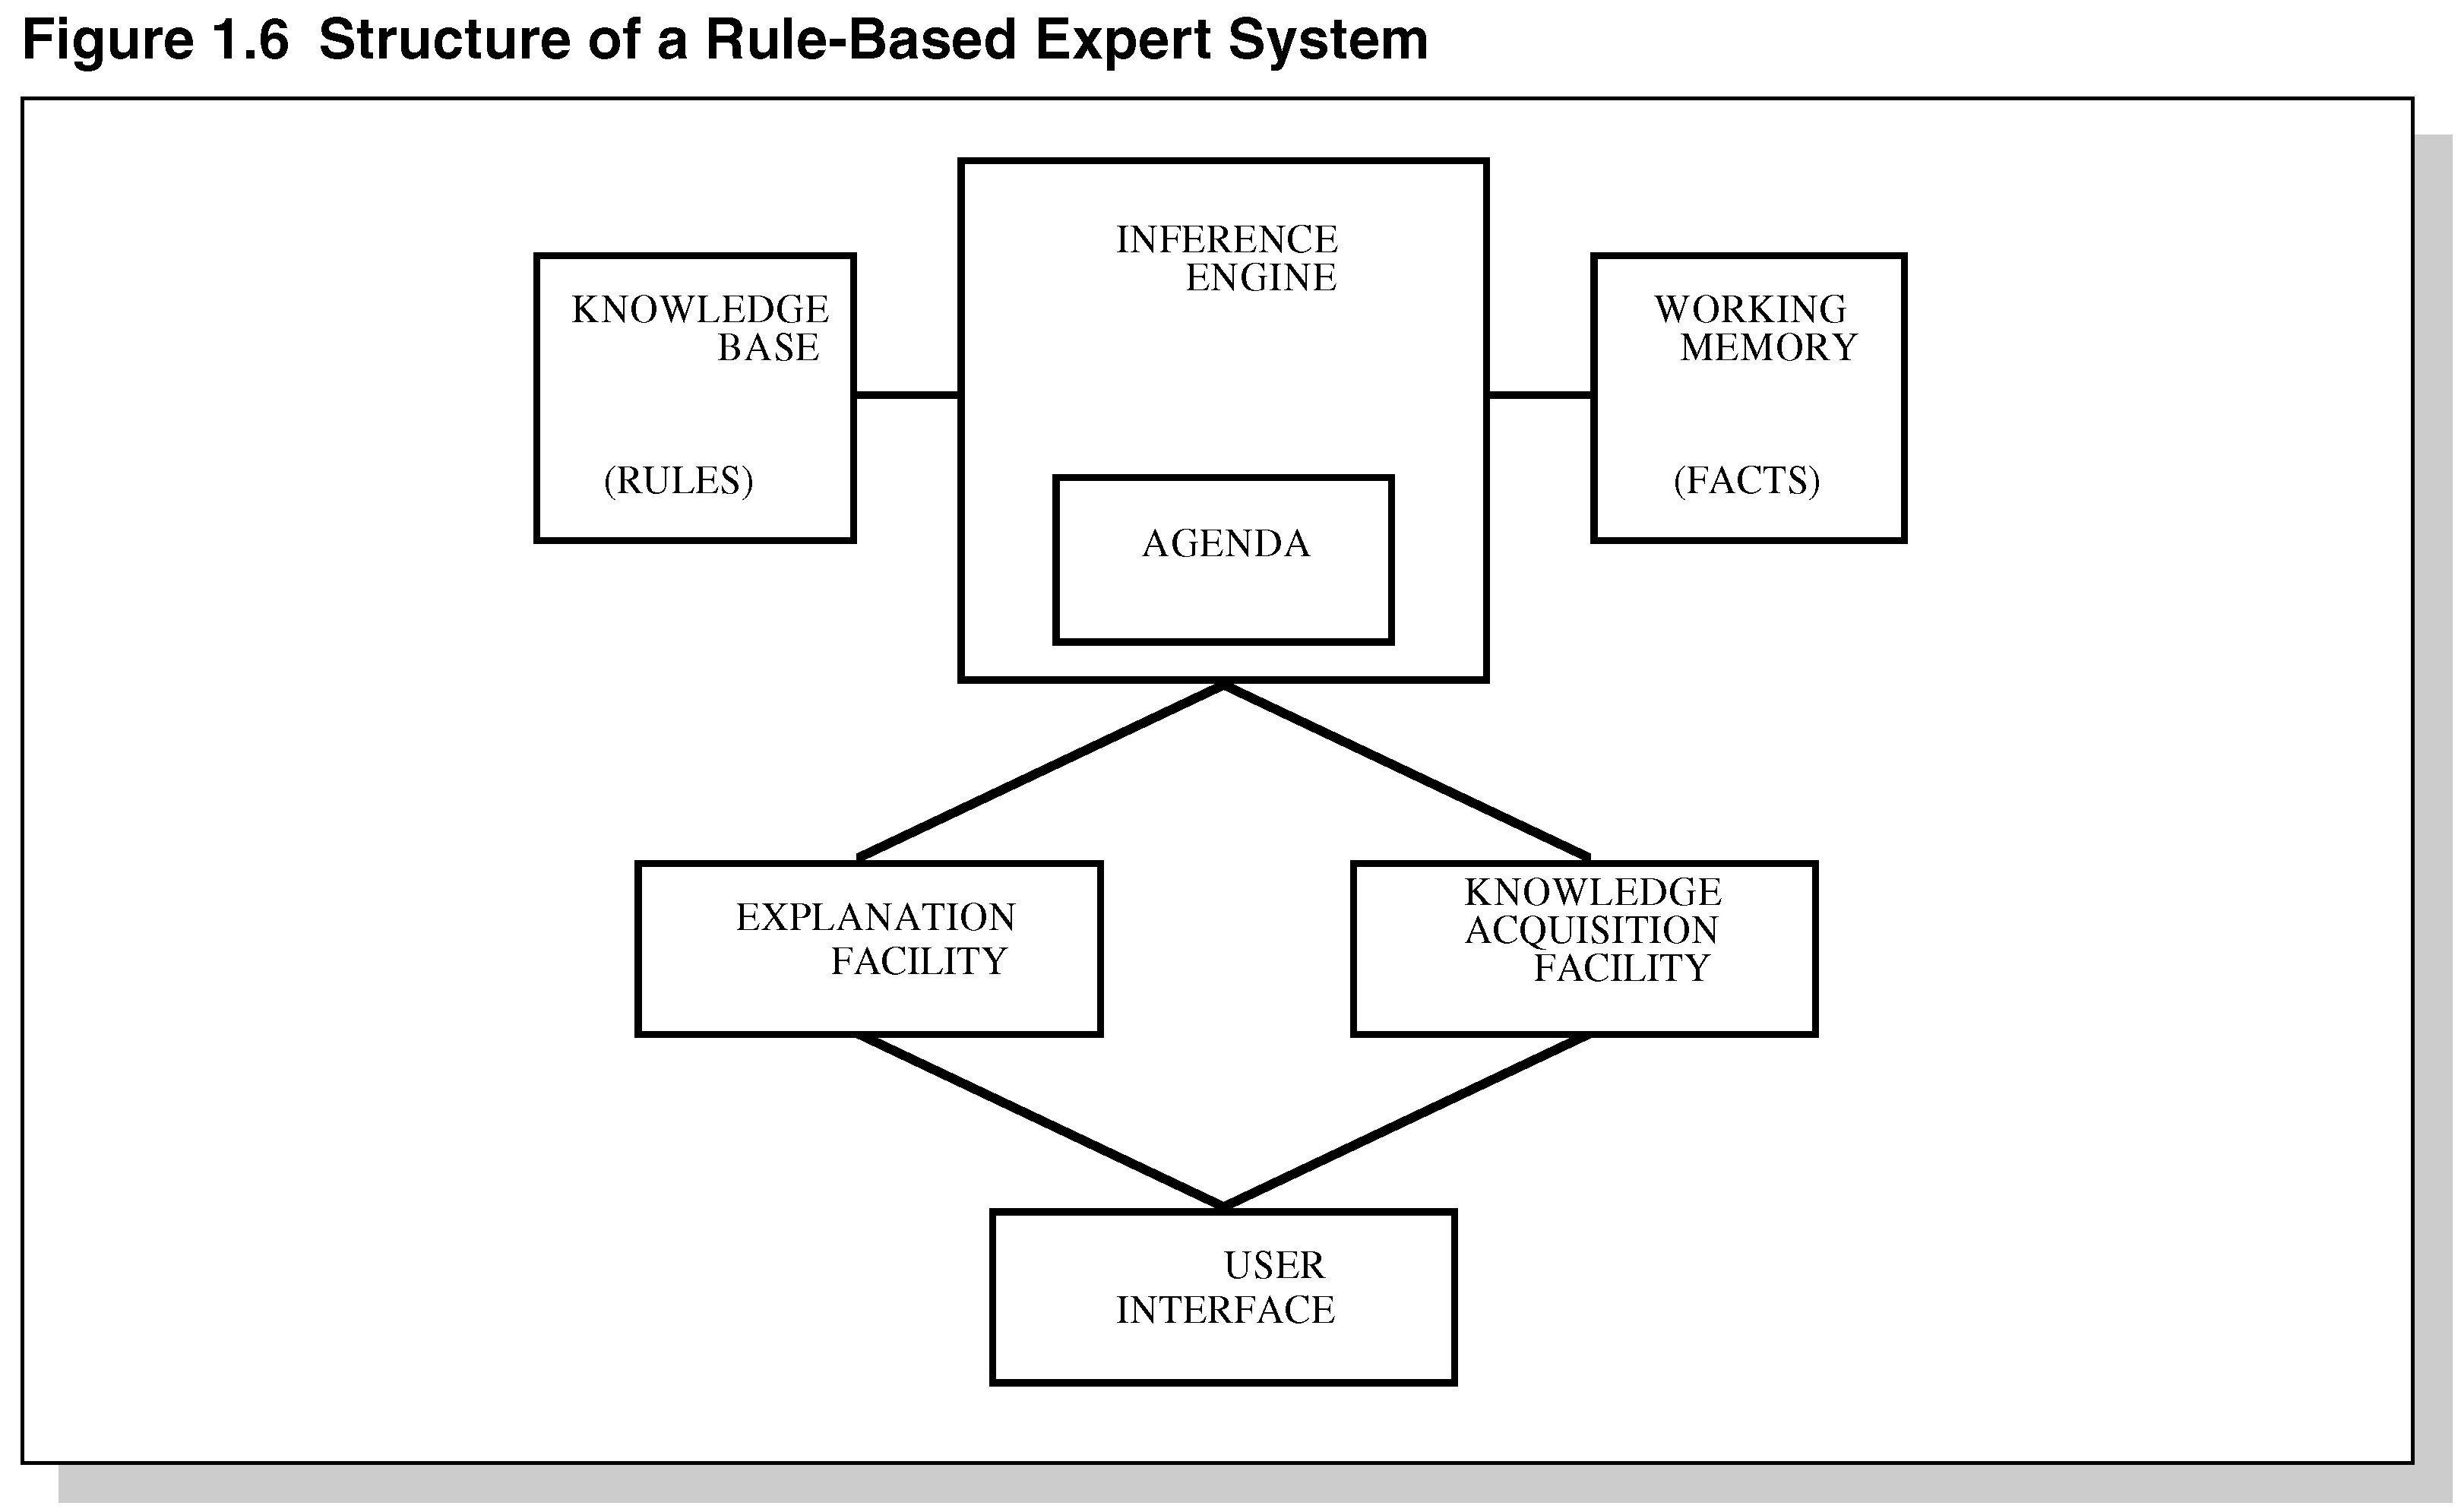 Figure 1.6 Structure of a Rule-Based Expert System
INFERENCE
ENGINE
KNOWLEDGE
BASE
(RULES)
WORKING
MEMORY
(FACTS)
AGENDA
EXPLANATION
FACILITY
KNOWLEDGE
ACQUISITION
FACILITY
USER
INTERFACE